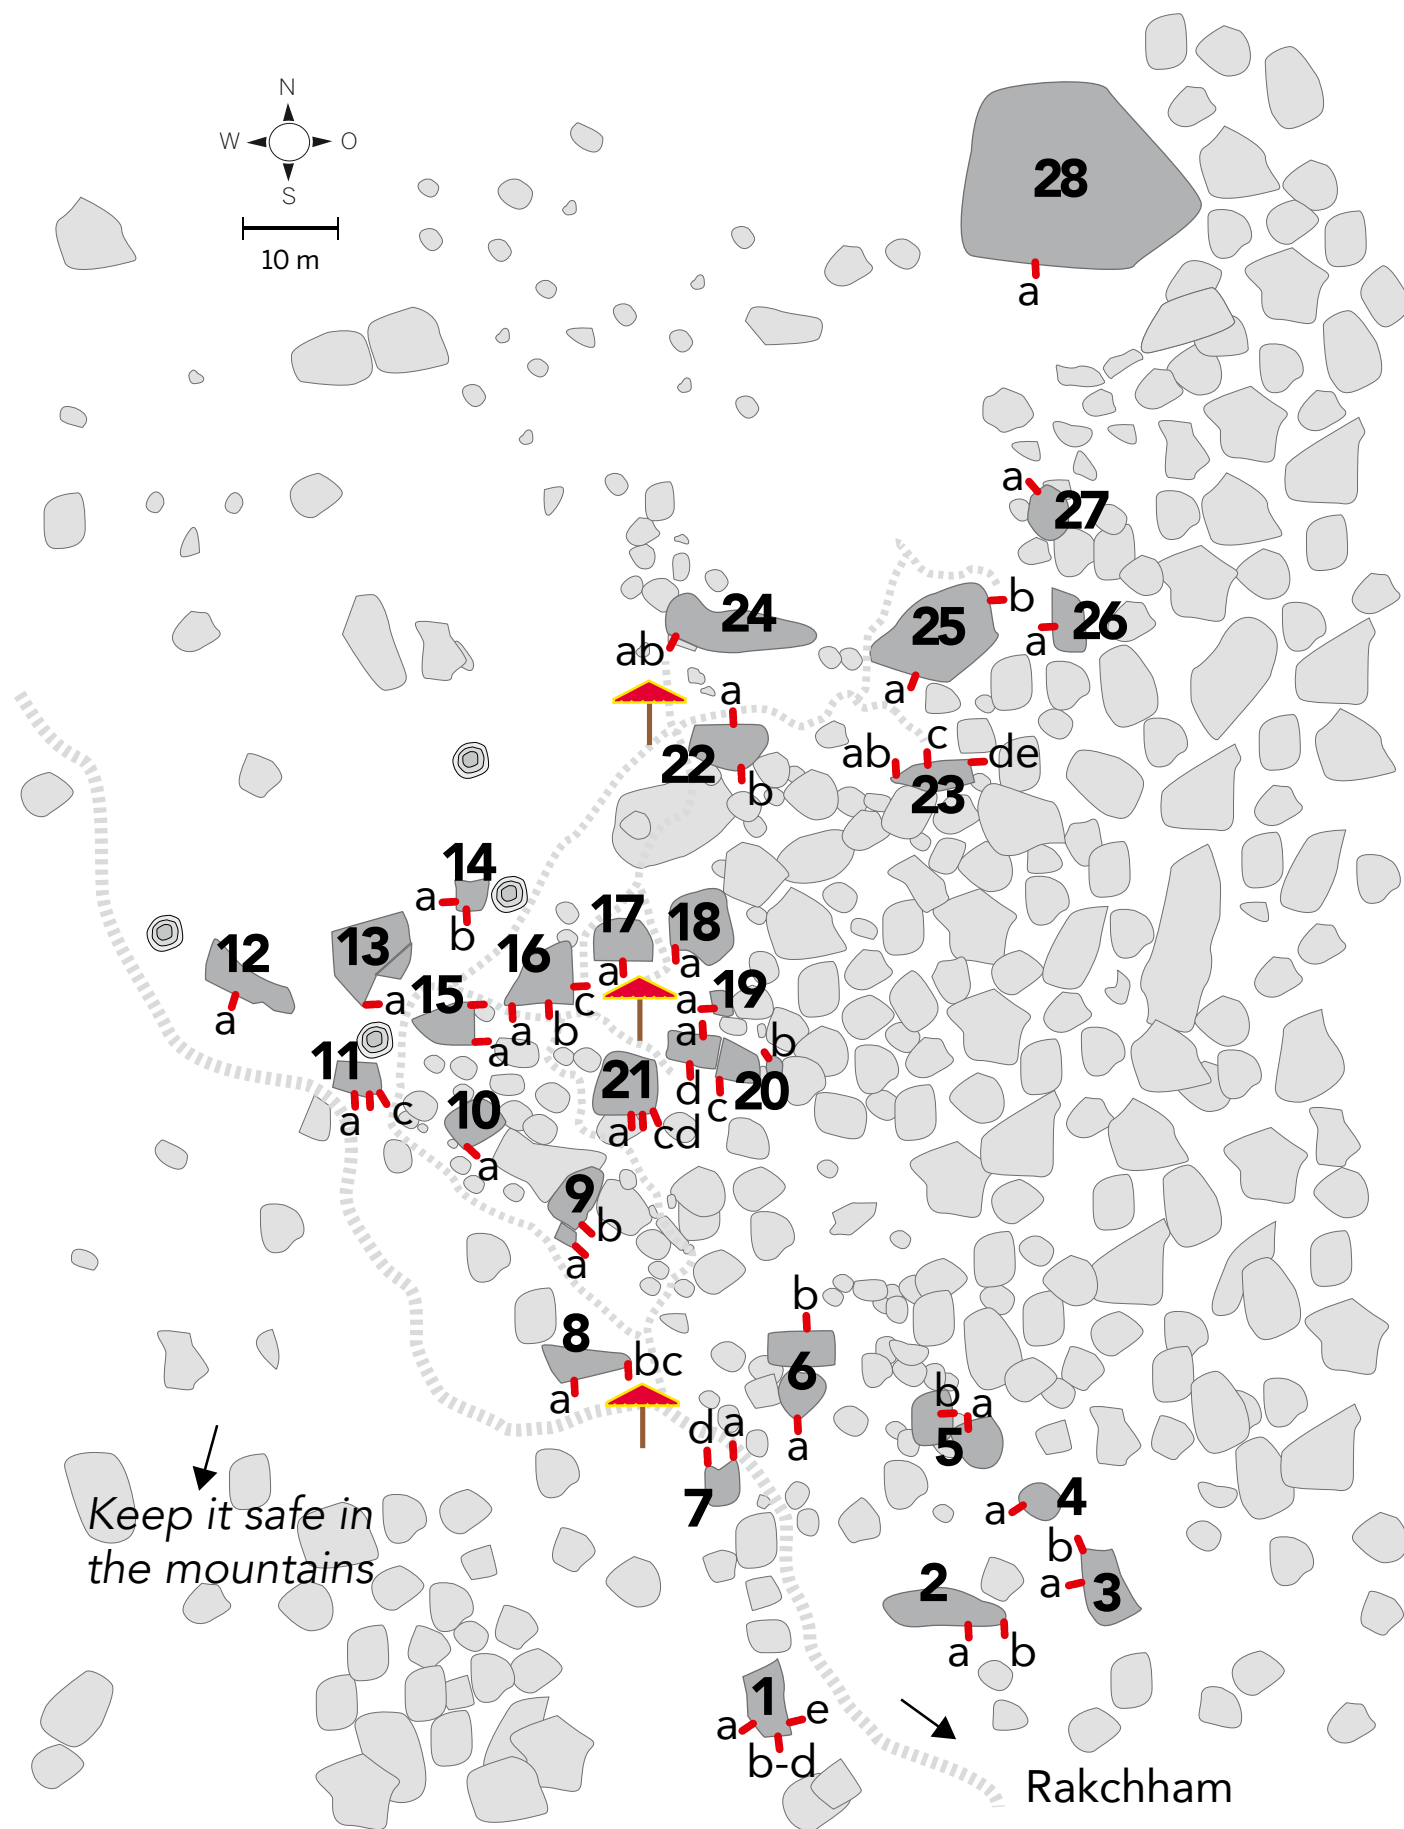 N
W O
S
10 m
28
a
a
27
24
25
b
26
ab
a
a
a
22
b
ab
c
de
23
14
a
b
12
a
13
a
15
a
16
a
b
c
17
a
18
a
19
a
a
b
d
c
20
21
a
cd
11
a
c
10
a
9
b
a
8
bc
a
b
6
a
b
a
5
d
a
7
4
a
b
a
3
2
a
b
1
a
e
b-d
Keep it safe in
the mountains
Rakchham